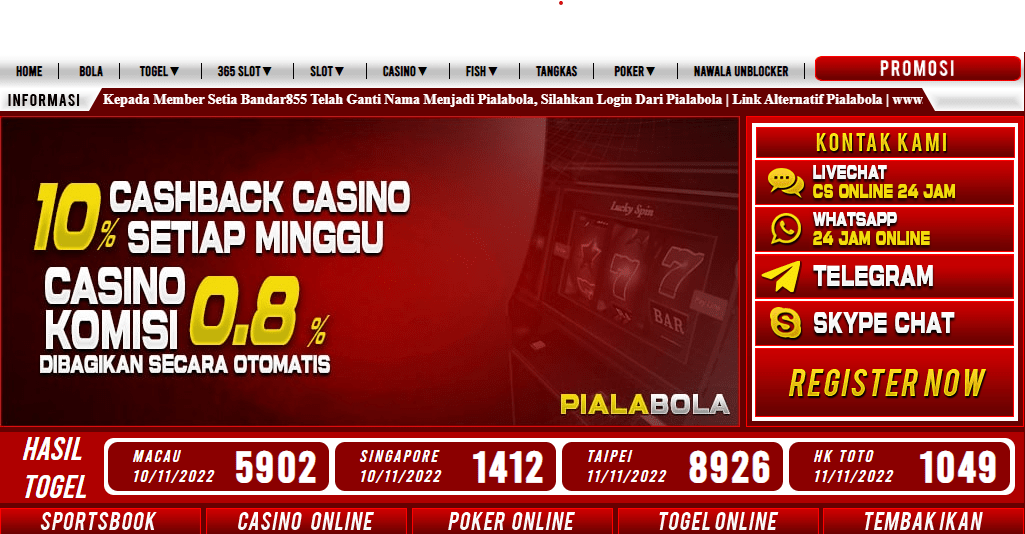 HOME BOLA TOGEL▼ 365 SLOT▼ SLOT▼ CASINO▼ FISH▼ TANGKAS POKER▼ NAWALA UNBLOCKER PROMOSI
INFORMASI Kepada Member Setia Bandar855 Telah Ganti Nama Menjadi Pialabola, Silahkan Login Dari Pialabola | Link Alternatif Pialabola | www
10% CASHBACK CASINO
SETIAP MINGGU
CASINO
KOMISI 0.8%
DIBAGIKAN SECARA OTOMATIS
Lucky Spin
7 7
BAR
PIALABOLA
KONTAK KAMI
LIVECHAT
CS ONLINE 24 JAM
WHATSAPP
24 JAM ONLINE
TELEGRAM
SKYPE CHAT
REGISTER NOW
HASIL
TOGEL
MACAU
10/11/2022 5902
SINGAPORE
10/11/2022 1412
TAIPEI
11/11/2022 8926
HK TOTO
11/11/2022 1049
SPORTSBOOK CASINO ONLINE POKER ONLINE TOGEL ONLINE TEMBAK IKAN